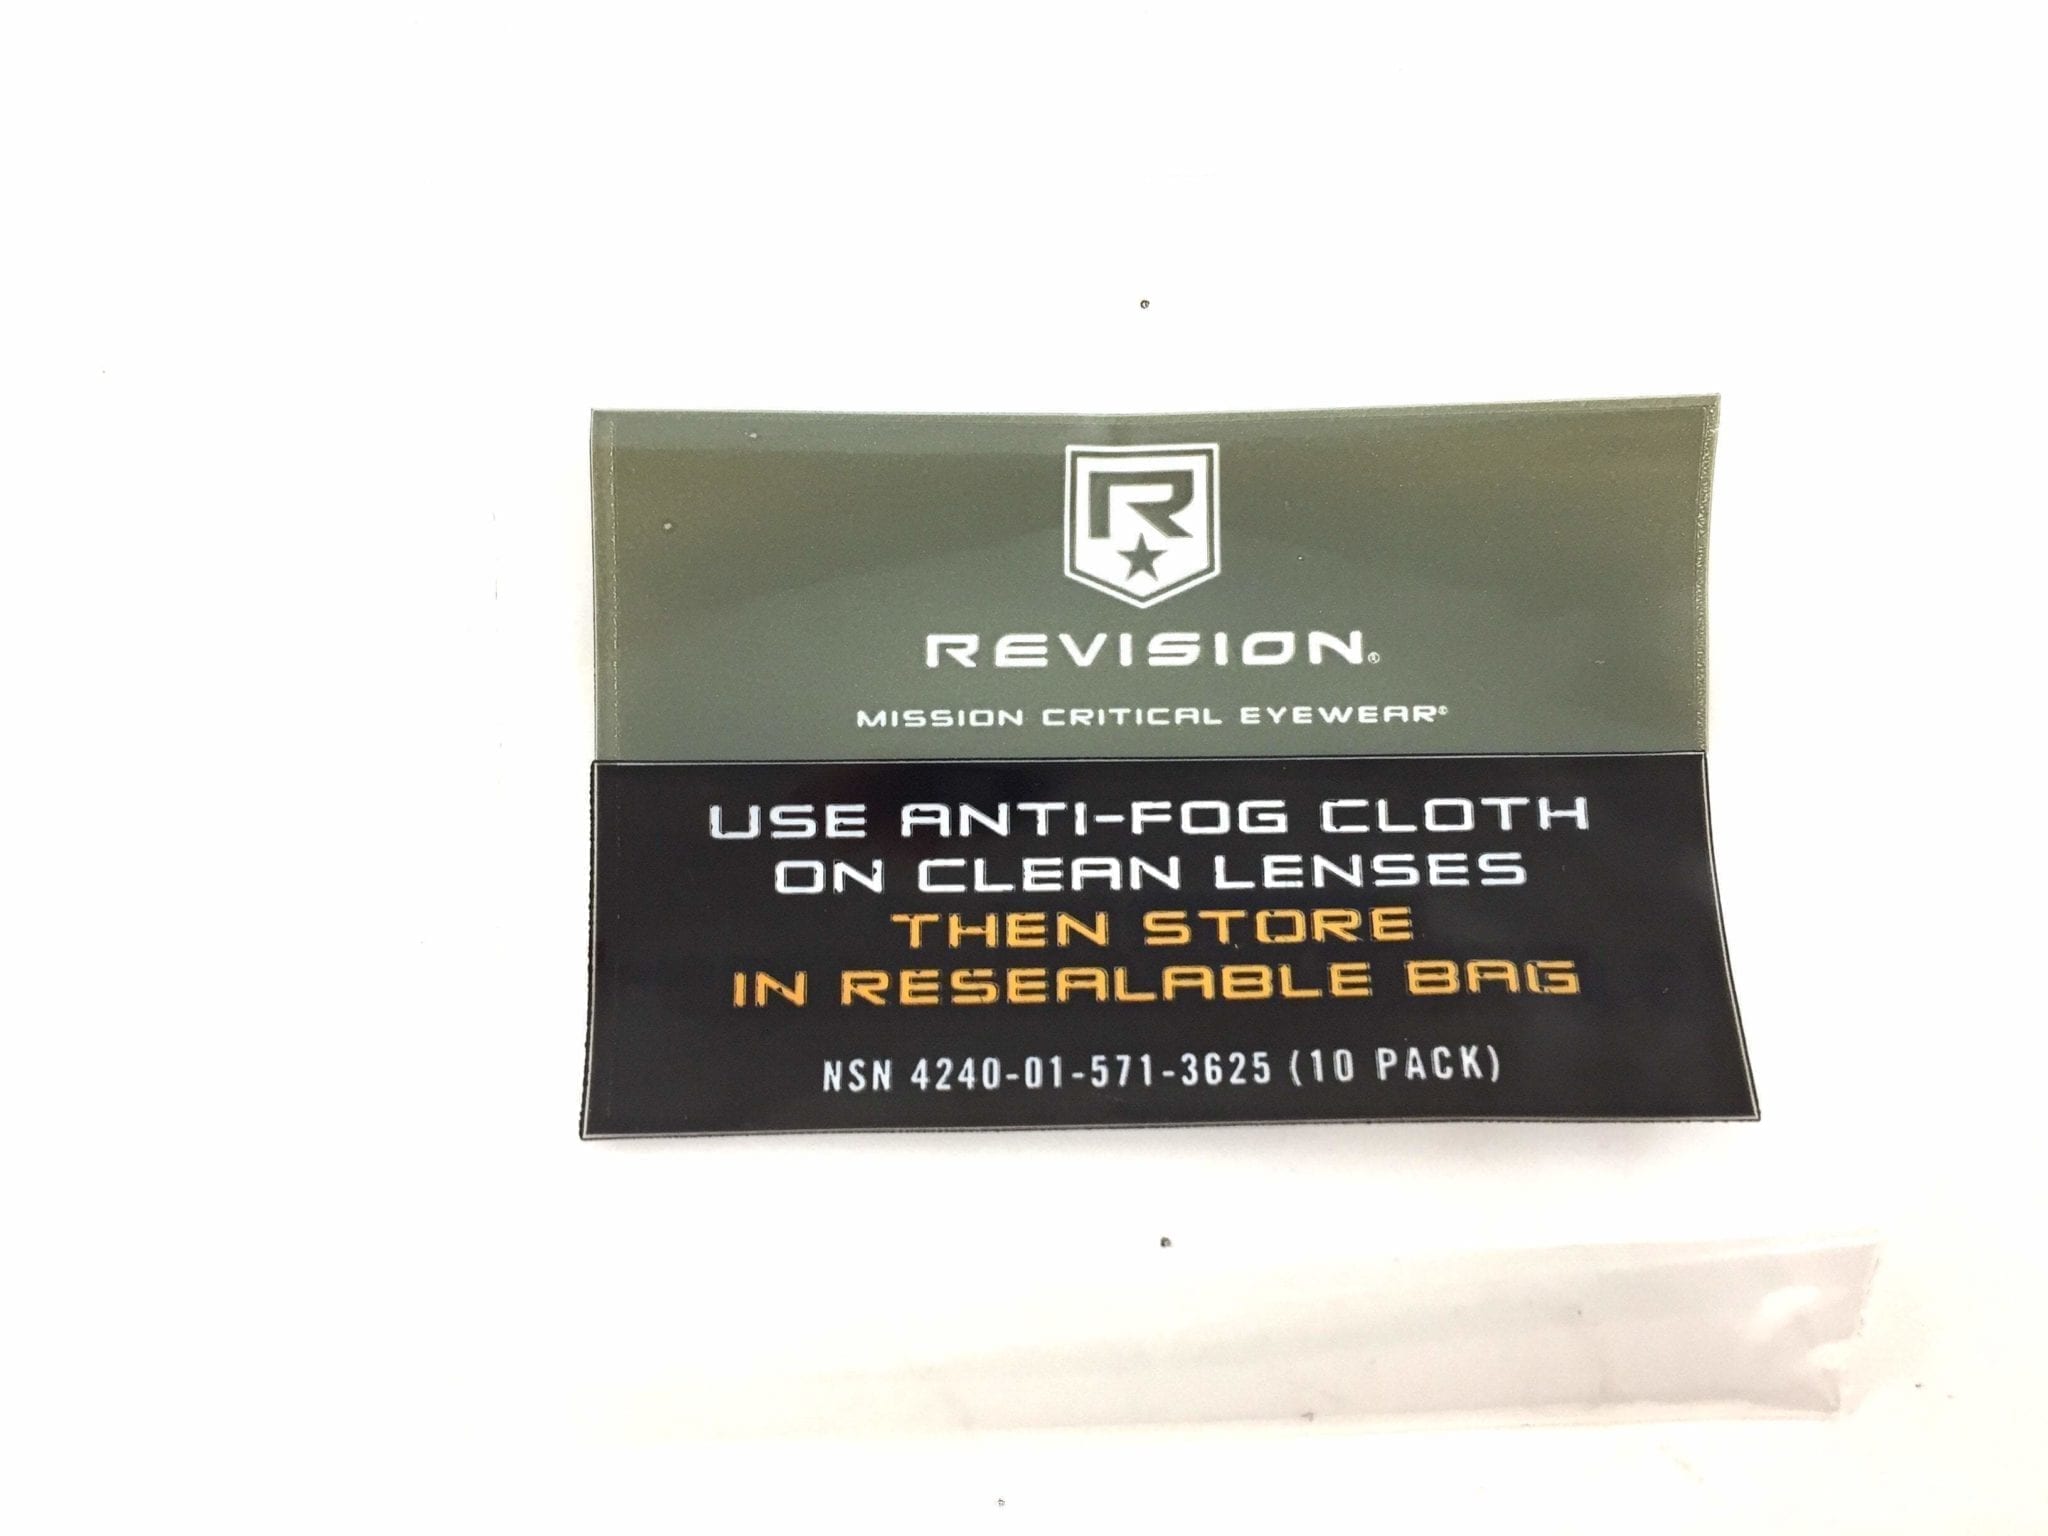 R
REVISION®
MISSION CRITICAL EYEWEAR®
USE ANTI-FOG CLOTH
ON CLEAN LENSES
THEN STORE
IN RESEALABLE BAG
NSN 4240-01-571-3625 (10 PACK)